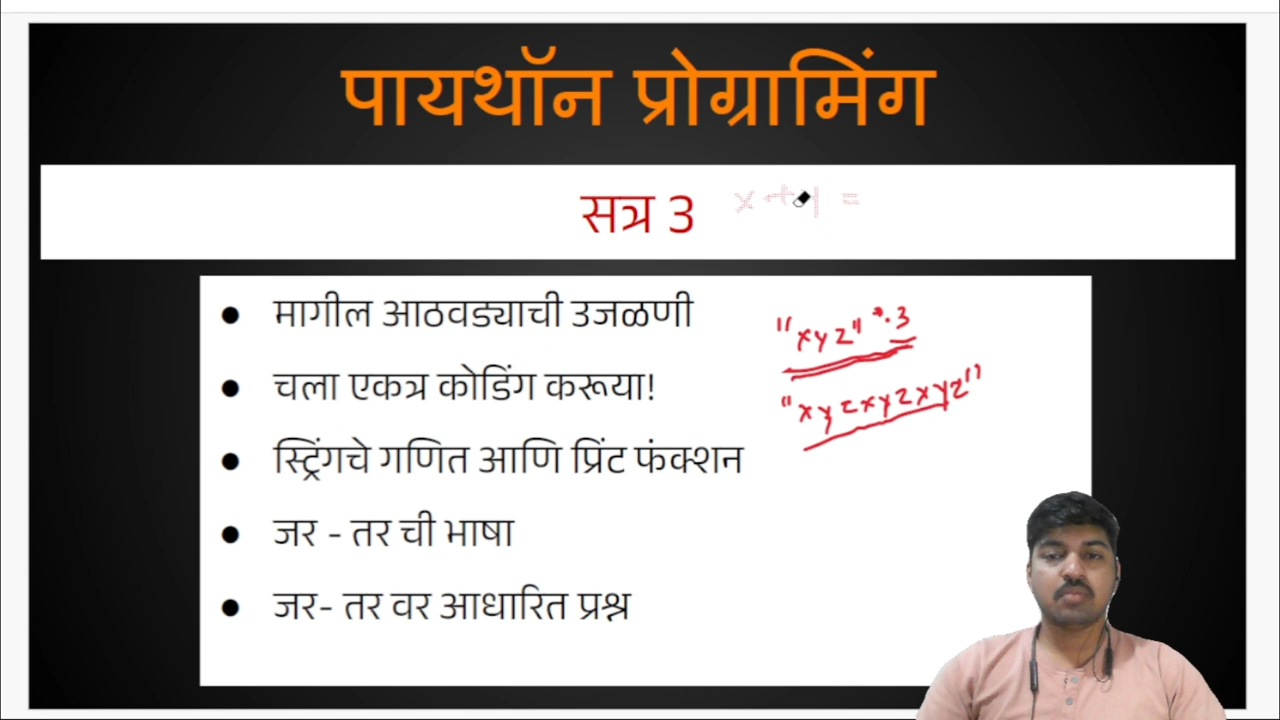 पायथॉन प्रोग्रामिंग
सत्र 3 x + y =
● मागील आठवड्याची उजळणी
"xyz" * 3
● चला एकत्र कोडिंग करूया!
"xyzxyzxyz"
● स्ट्रिंगचे गणित आणि प्रिंट फंक्शन
● जर - तर ची भाषा
● जर- तर वर आधारित प्रश्न